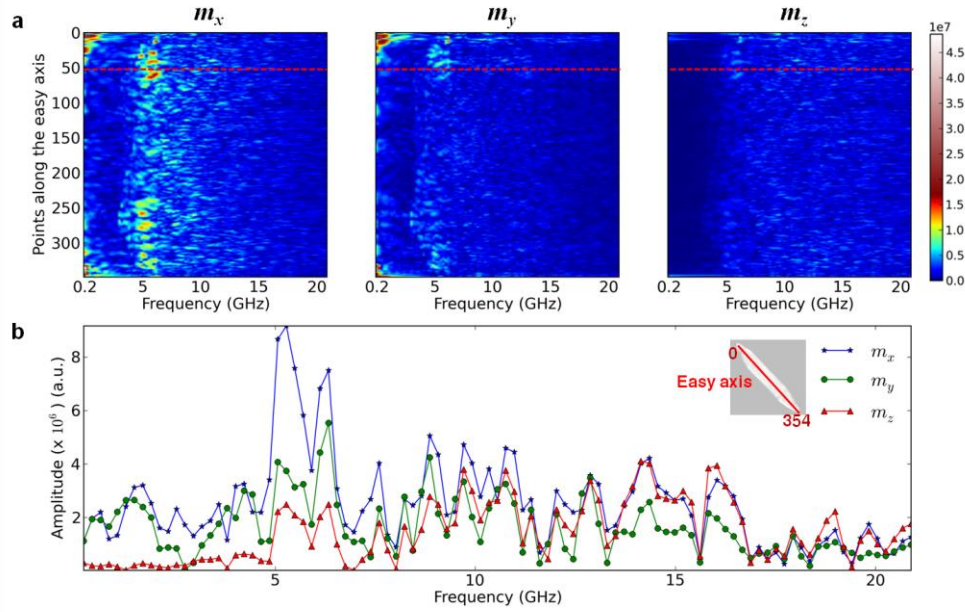 a
m_x
m_y
m_z
Points along the easy axis
0
50
100
150
200
250
300
0.2 5 10 15 20
Frequency (GHz)
0.2 5 10 15 20
Frequency (GHz)
0.2 5 10 15 20
Frequency (GHz)
1e7
4.5
4.0
3.5
3.0
2.5
2.0
1.5
1.0
0.5
0.0
b
Amplitude (x 10^6) (a.u.)
8
6
4
2
5 10 15 20
Frequency (GHz)
0
Easy axis
354
m_x
m_y
m_z